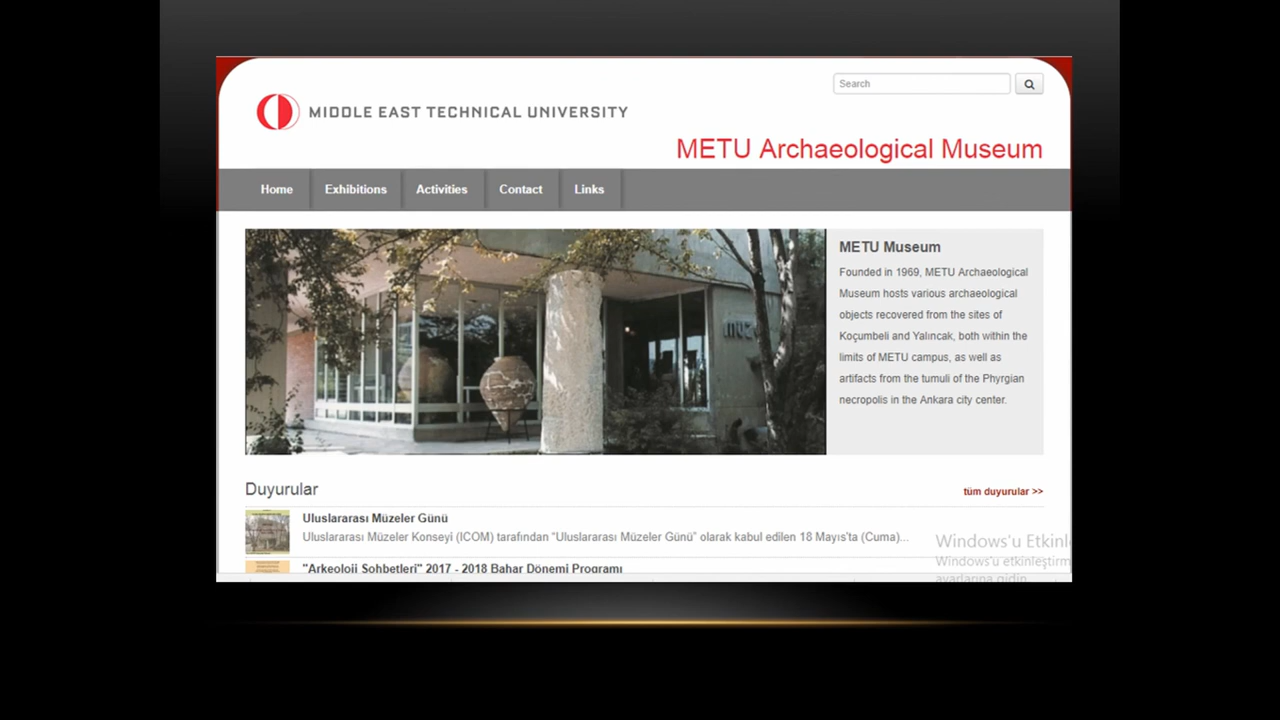 Search
MIDDLE EAST TECHNICAL UNIVERSITY
METU Archaeological Museum
Home Exhibitions Activities Contact Links
METU Museum
Founded in 1969, METU Archaeological
Museum hosts various archaeological
objects recovered from the sites of
Koçumbeli and Yalıncak, both within the
limits of METU campus, as well as
artifacts from the tumuli of the Phyrgian
necropolis in the Ankara city center.
Duyurular
tüm duyurular >>
Uluslararası Müzeler Günü
Uluslararası Müzeler Konseyi (ICOM) tarafından "Uluslararası Müzeler Günü" olarak kabul edilen 18 Mayıs'ta (Cuma)...
"Arkeoloji Sohbetleri" 2017 - 2018 Bahar Dönemi Programı
Windows'u Etkinl
Windows'u etkinleştirm
ayarlarına gidin